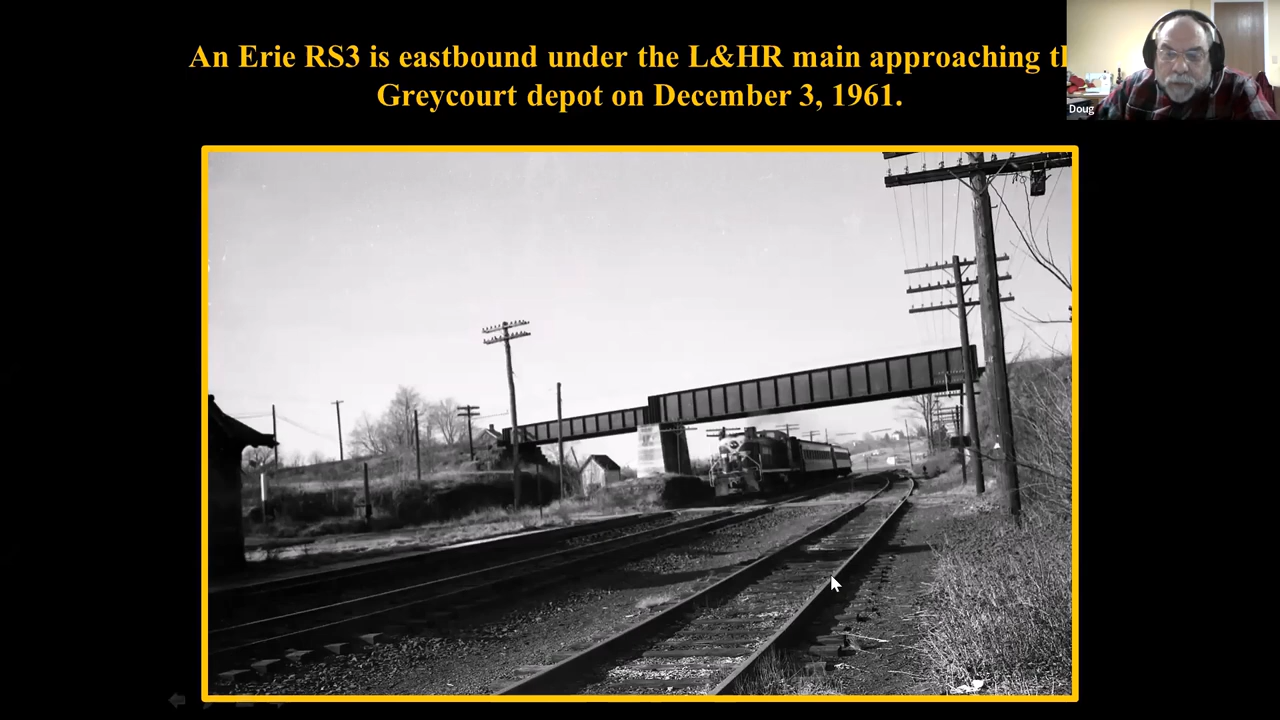 An Erie RS3 is eastbound under the L&HR main approaching
Greycourt depot on December 3, 1961.
Doug